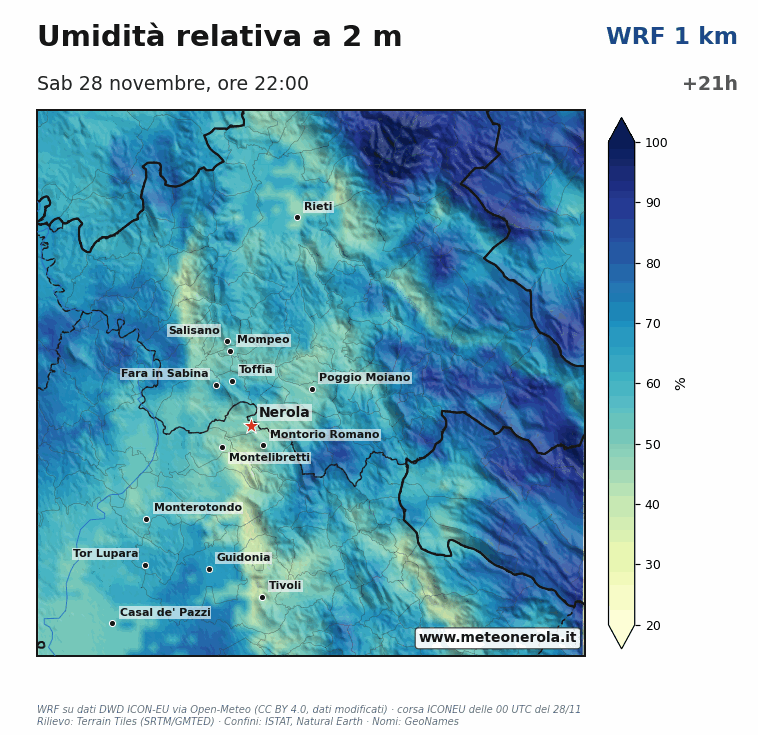 Umidità relativa a 2 m
WRF 1 km
Sab 28 novembre, ore 22:00
+21h
Rieti
Salisano
Mompeo
Fara in Sabina
Toffia
Poggio Moiano
Nerola
Montorio Romano
Montelibretti
Monterotondo
Tor Lupara
Guidonia
Tivoli
Casal de' Pazzi
www.meteonerola.it
100
90
80
70
60
50
40
30
20
%
WRF su dati DWD ICON-EU via Open-Meteo (CC BY 4.0, dati modificati) · corsa ICONEU delle 00 UTC del 28/11
Rilievo: Terrain Tiles (SRTM/GMTED) · Confini: ISTAT, Natural Earth · Nomi: GeoNames